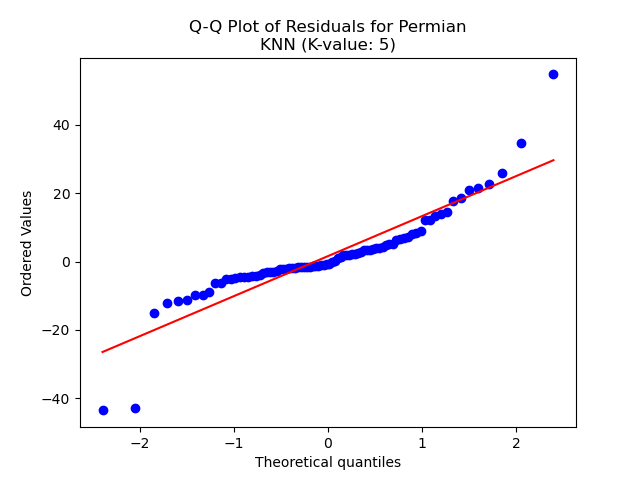 Q-Q Plot of Residuals for Permian
KNN (K-value: 5)
Ordered Values
40
20
0
−20
−40
−2
−1
0
1
2
Theoretical quantiles